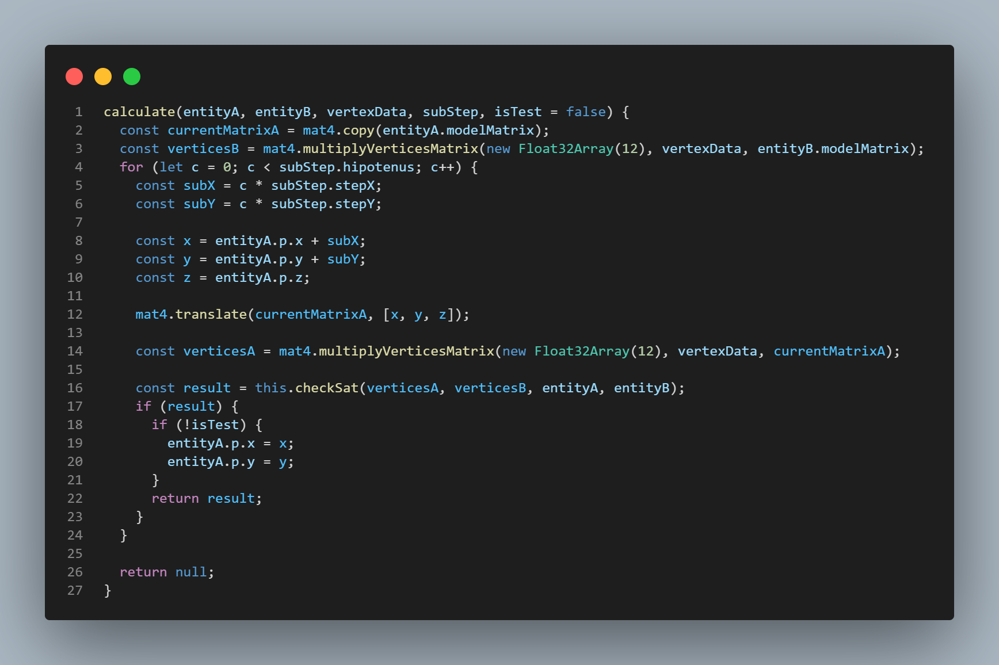 1 calculate(entityA, entityB, vertexData, subStep, isTest = false) {
2   const currentMatrixA = mat4.copy(entityA.modelMatrix);
3   const verticesB = mat4.multiplyVerticesMatrix(new Float32Array(12), vertexData, entityB.modelMatrix);
4   for (let c = 0; c < subStep.hipotenus; c++) {
5     const subX = c * subStep.stepX;
6     const subY = c * subStep.stepY;
7
8     const x = entityA.p.x + subX;
9     const y = entityA.p.y + subY;
10     const z = entityA.p.z;
11
12     mat4.translate(currentMatrixA, [x, y, z]);
13
14     const verticesA = mat4.multiplyVerticesMatrix(new Float32Array(12), vertexData, currentMatrixA);
15
16     const result = this.checkSat(verticesA, verticesB, entityA, entityB);
17     if (result) {
18       if (!isTest) {
19         entityA.p.x = x;
20         entityA.p.y = y;
21       }
22       return result;
23     }
24   }
25
26   return null;
27 }